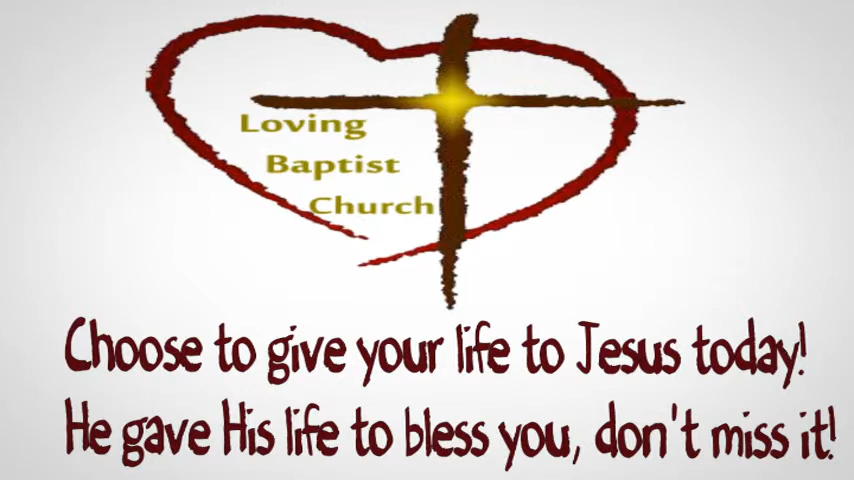 Loving
Baptist
Church
Choose to give your life to Jesus today!
He gave His life to bless you, don't miss it!